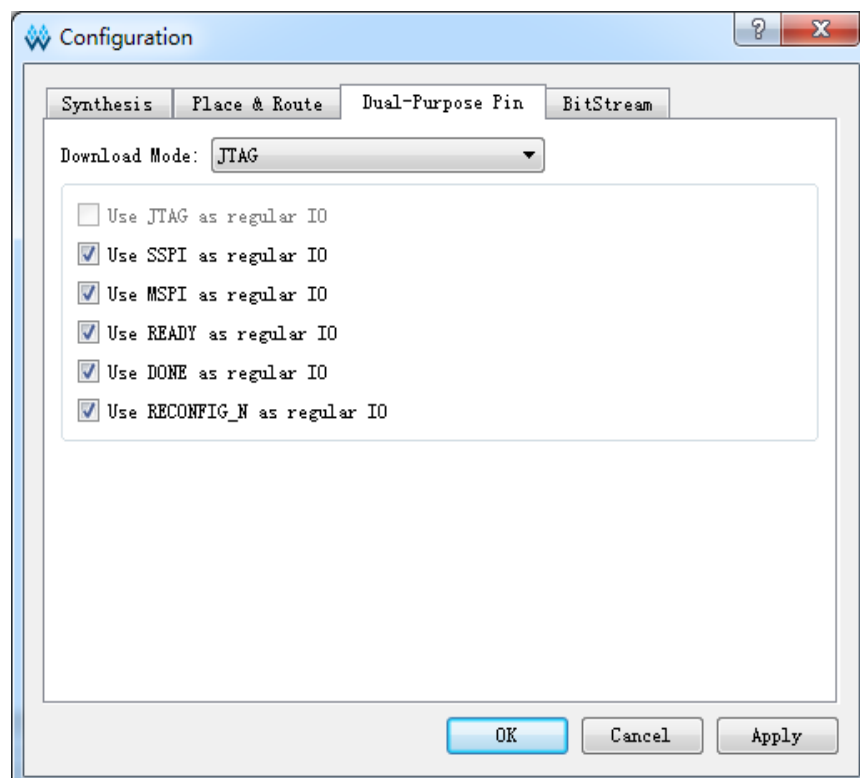 Configuration
Synthesis Place & Route Dual-Purpose Pin BitStream
Download Mode: JTAG
Use JTAG as regular IO
Use SSPI as regular IO
Use MSPI as regular IO
Use READY as regular IO
Use DONE as regular IO
Use RECONFIG_N as regular IO
OK Cancel Apply